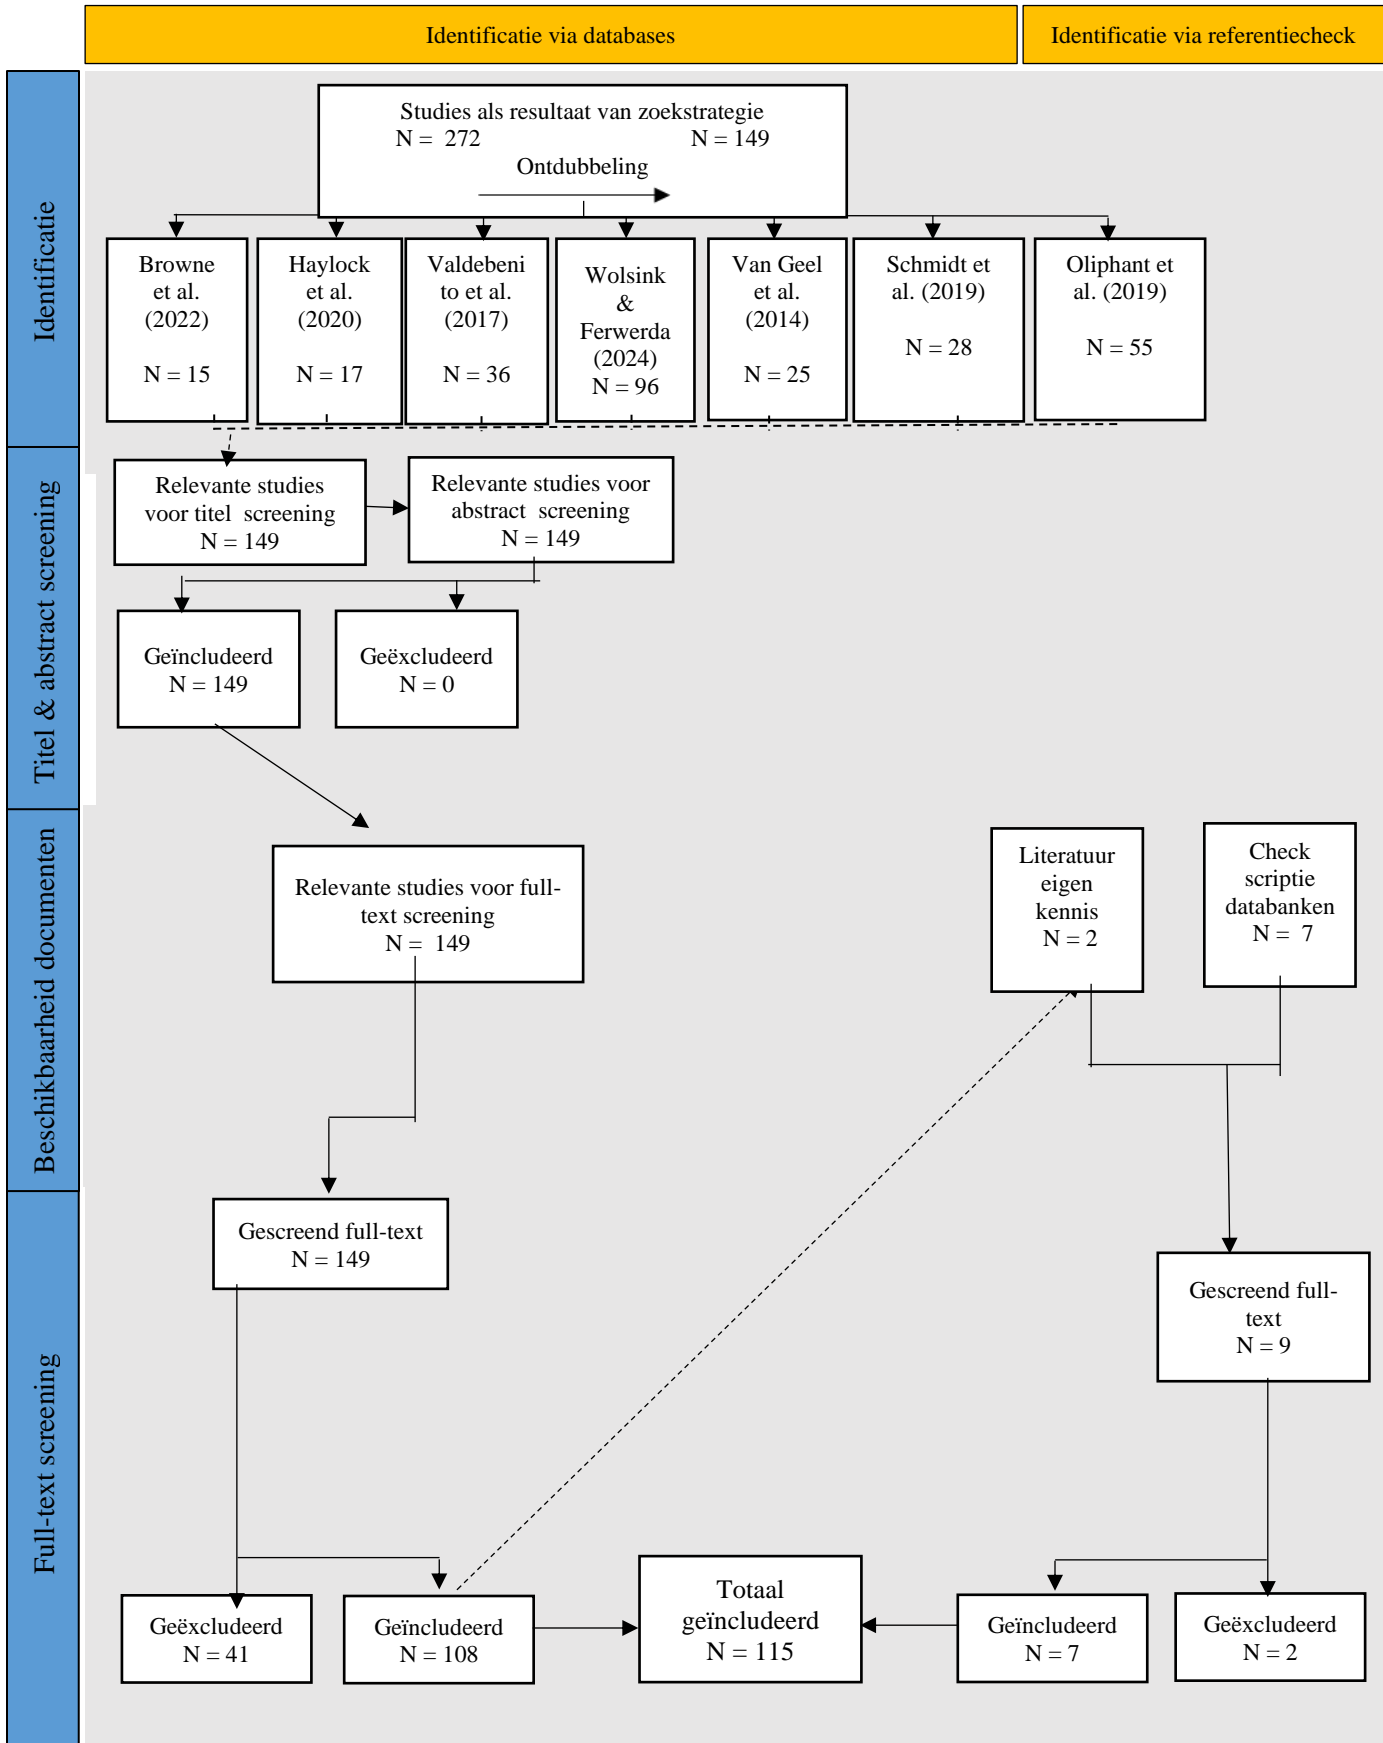 Identificatie via databases
Identificatie via referentiecheck
Identificatie
Studies als resultaat van zoekstrategie
N = 272 N = 149
Ontdubbeling
Browne
et al.
(2022)
N = 15
Haylock
et al.
(2020)
N = 17
Valdebeni
to et al.
(2017)
N = 36
Wolsink
&
Ferwerda
(2024)
N = 96
Van Geel
et al.
(2014)
N = 25
Schmidt et
al. (2019)
N = 28
Oliphant et
al. (2019)
N = 55
Titel & abstract screening
Relevante studies
voor titel screening
N = 149
Relevante studies voor
abstract screening
N = 149
Geïncludeerd
N = 149
Geëxcludeerd
N = 0
Beschikbaarheid documenten
Relevante studies voor full-
text screening
N = 149
Literatuur
eigen
kennis
N = 2
Check
scriptie
databanken
N = 7
Full-text screening
Gescreend full-text
N = 149
Gescreend full-
text
N = 9
Geëxcludeerd
N = 41
Geïncludeerd
N = 108
Totaal
geïncludeerd
N = 115
Geïncludeerd
N = 7
Geëxcludeerd
N = 2